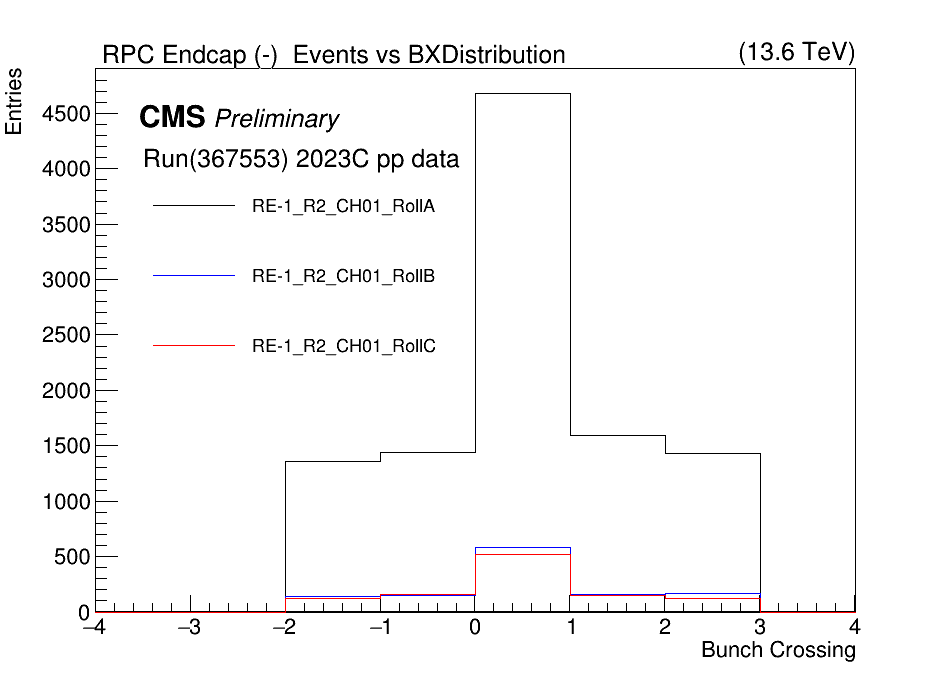 RPC Endcap (-)  Events vs BXDistribution
(13.6 TeV)
Entries
CMS Preliminary
Run(367553) 2023C pp data
RE-1_R2_CH01_RollA
RE-1_R2_CH01_RollB
RE-1_R2_CH01_RollC
4500
4000
3500
3000
2500
2000
1500
1000
500
0
−4 −3 −2 −1 0 1 2 3 4
Bunch Crossing